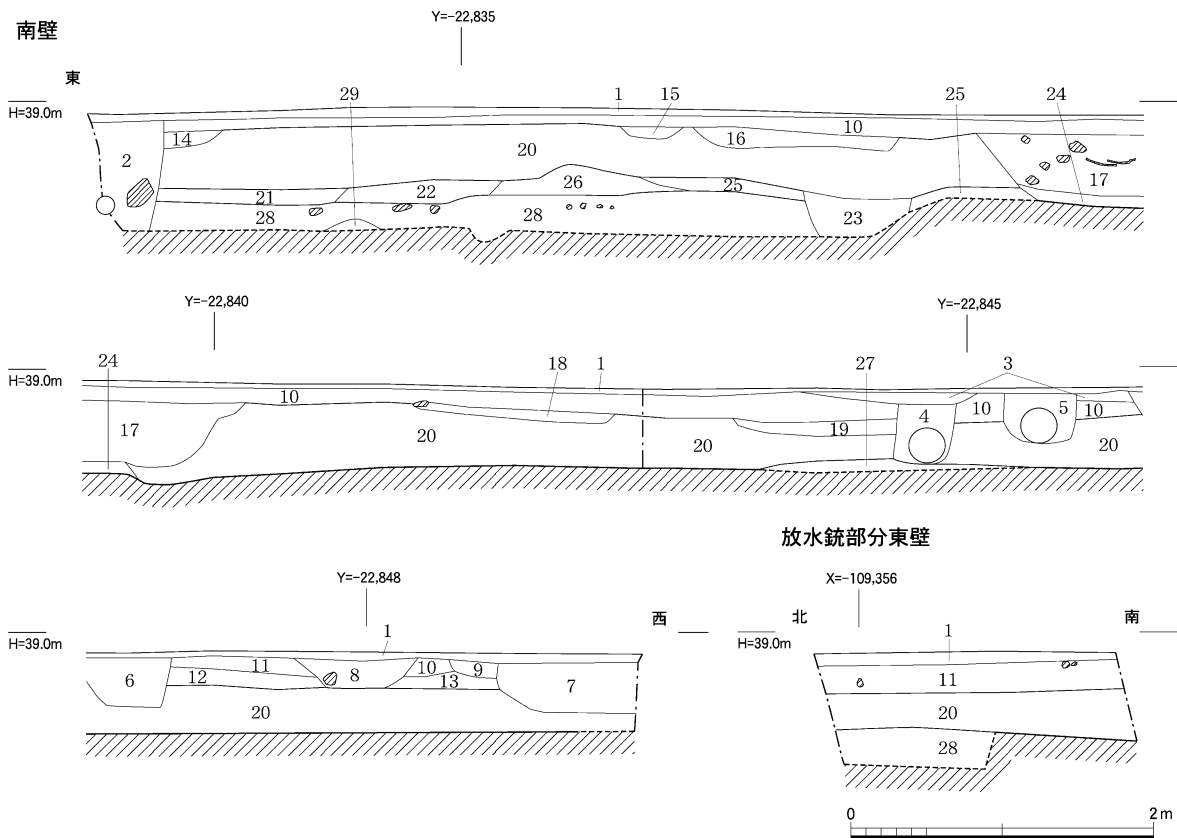 南壁
Y=-22,835
東
H=39.0m
29 1 15 25 24
14 16 10
2 20 17
21 22 26 25
28 28 23
Y=-22,840 Y=-22,845
24 18 1 27 3
H=39.0m
10 4 10 5 10
17 20 20 19 20
放水銃部分東壁
Y=-22,848 X=-109,356
西 北 南
H=39.0m 1 H=39.0m 1
6 12 11 8 10 9 13 7 11
20 20
28
0 2 m